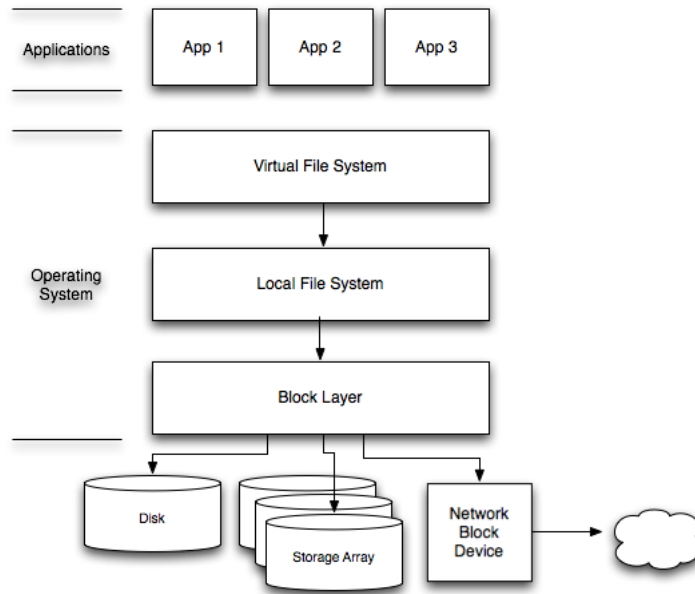 Applications
App 1
App 2
App 3
Virtual File System
Operating
System
Local File System
Block Layer
Disk
Storage Array
Network
Block
Device